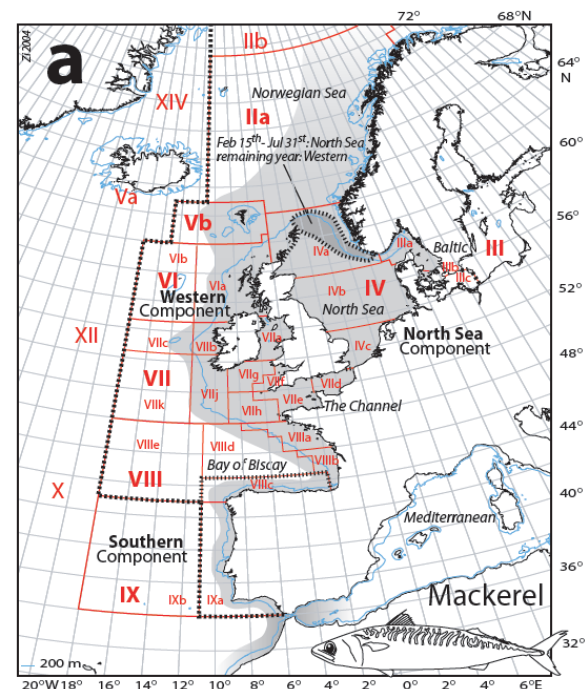 72° 68°N
ZI2004
a
IIb
64°
N
Norwegian Sea
XIV
IIa
Feb 15th- Jul 31st: North Sea
remaining year: Western
60°
Va
56°
Vb
IIIa
Baltic
III
VIb
IVa
IIIb
IIIc
VI
VIa
IVb
IV
52°
Western
Component
North Sea
XII
North Sea
Component
VIIc
VIIb
VIIa
IVc
48°
VII
VIIg
VIIf
VIId
VIIj
VIIe
VIIk
VIIh
The Channel
44°
VIIIe
VIIId
VIIIa
VIIIb
Bay of BIscay
X
VIII
VIIIc
40°
Mediterranean
Southern
Component
36°
IX
IXb
IXa
Mackerel
32°
200 m
20°W18° 16° 14° 12° 10° 8° 6° 4° 2° 0° 2° 4° 6°E